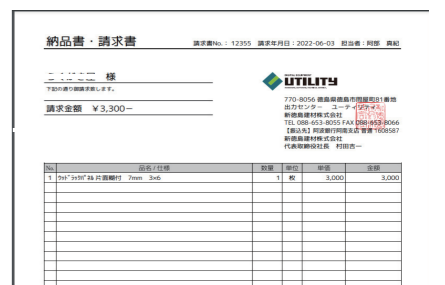 納品書・請求書
請求書No.： 12355 請求年月日：2022-06-03 担当者：阿部 真紀
様
下記の通り御請求致します。
請求金額 ￥3,300−
UTILITY
770-8056 徳島県徳島市問屋町81番地
出力センター ユーティリティ
新徳島建材株式会社
TEL 088-653-8055 FAX 088-653-8066
【振込先】阿波銀行阿南支店 普通 1608587
新徳島建材株式会社
代表取締役社長 村田吉一
No. 品名 / 仕様 数量 単位 単価 金額
1 ｳｯﾄﾞﾗｯｸﾊﾟﾈﾙ 片面糊付 7mm 3×6 1 枚 3,000 3,000